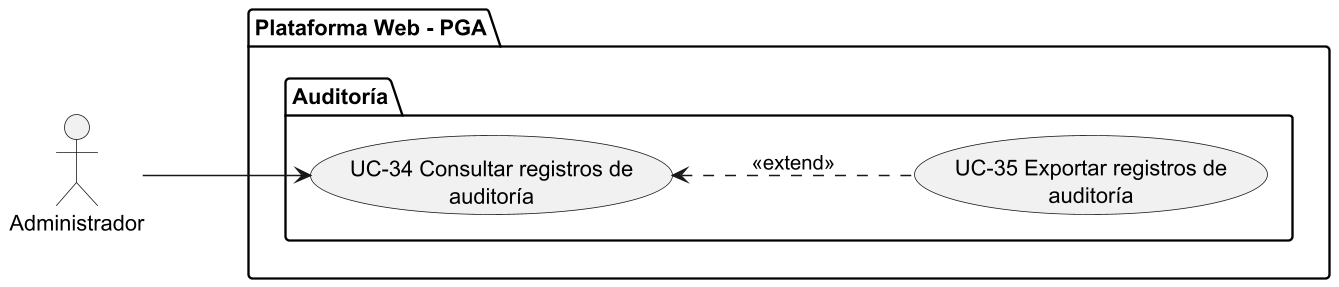 Plataforma Web - PGA
Auditoría
Administrador
UC-34 Consultar registros de
auditoría
«extend»
UC-35 Exportar registros de
auditoría